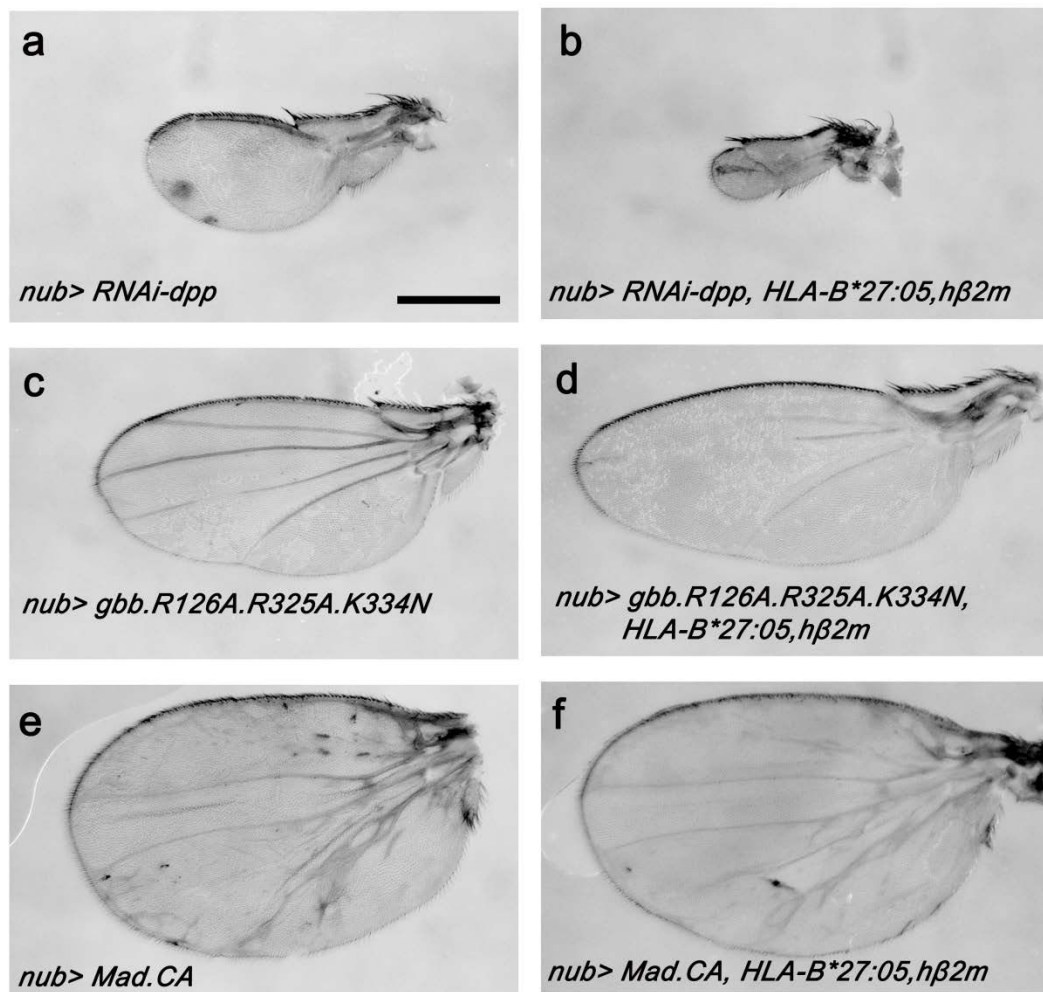 a
nub> RNAi-dpp
b
nub> RNAi-dpp, HLA-B*27:05,hβ2m
c
nub> gbb.R126A.R325A.K334N
d
nub> gbb.R126A.R325A.K334N,
HLA-B*27:05,hβ2m
e
nub> Mad.CA
f
nub> Mad.CA, HLA-B*27:05,hβ2m